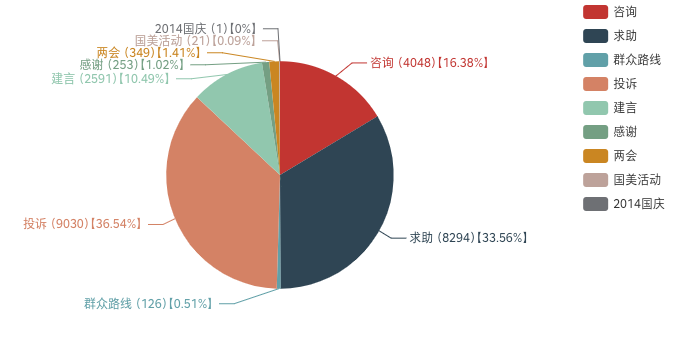 2014国庆 (1)【0%】
国美活动 (21)【0.09%】
两会 (349)【1.41%】
感谢 (253)【1.02%】
建言 (2591)【10.49%】
咨询 (4048)【16.38%】
投诉 (9030)【36.54%】
求助 (8294)【33.56%】
群众路线 (126)【0.51%】
咨询
求助
群众路线
投诉
建言
感谢
两会
国美活动
2014国庆